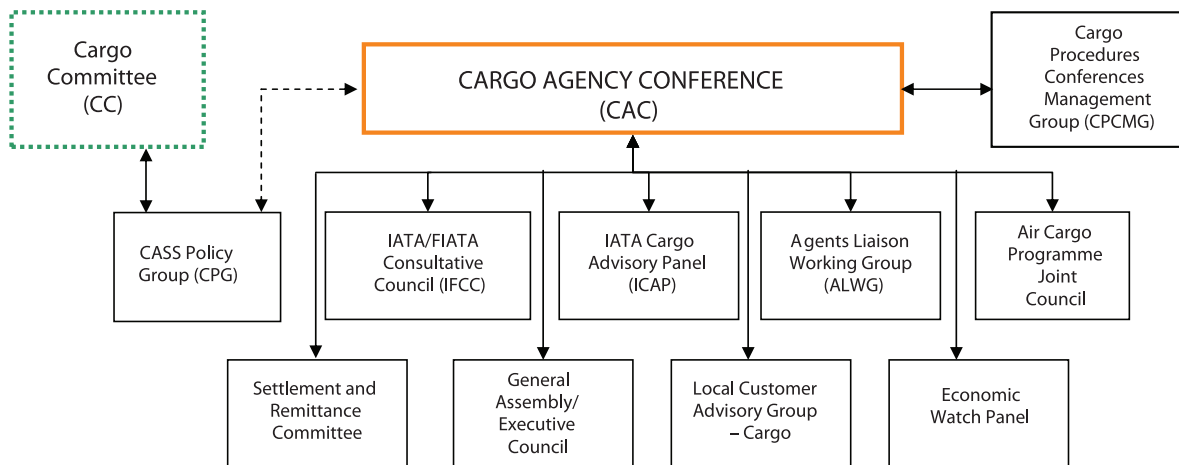 Cargo
Committee
(CC)
CARGO AGENCY CONFERENCE
(CAC)
Cargo
Procedures
Conferences
Management
Group (CPCMG)
CASS Policy
Group (CPG)
IATA/FIATA
Consultative
Council (IFCC)
IATA Cargo
Advisory Panel
(ICAP)
Agents Liaison
Working Group
(ALWG)
Air Cargo
Programme
Joint
Council
Settlement and
Remittance
Committee
General
Assembly/
Executive
Council
Local Customer
Advisory Group
– Cargo
Economic
Watch Panel